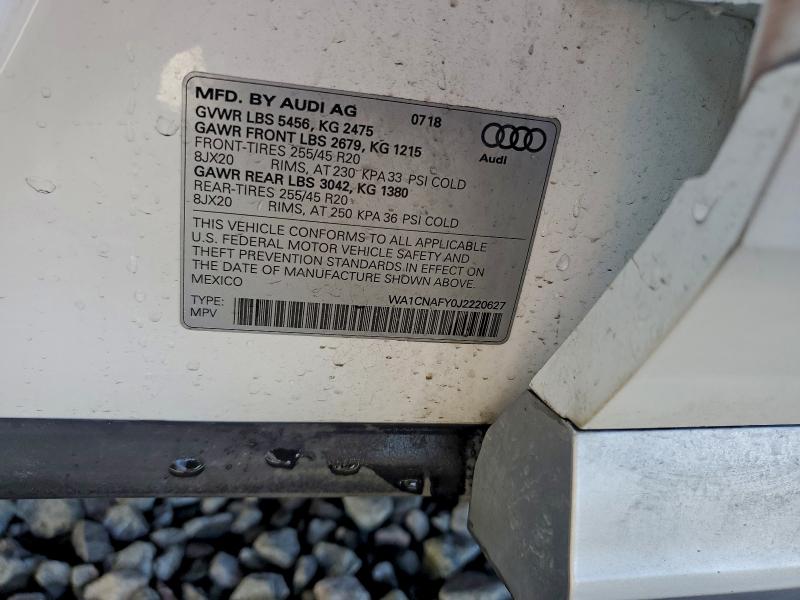 MFD. BY AUDI AG 0718
GVWR LBS 5456, KG 2475
GAWR FRONT LBS 2679, KG 1215
FRONT-TIRES 255/45 R20
8JX20 RIMS, AT 230 KPA 33 PSI COLD
GAWR REAR LBS 3042, KG 1380
REAR-TIRES 255/45 R20
8JX20 RIMS, AT 250 KPA 36 PSI COLD
Audi
THIS VEHICLE CONFORMS TO ALL APPLICABLE
U.S. FEDERAL MOTOR VEHICLE SAFETY AND
THEFT PREVENTION STANDARDS IN EFFECT ON
THE DATE OF MANUFACTURE SHOWN ABOVE.
MEXICO WA1CNAFY0J2220627
TYPE:
MPV